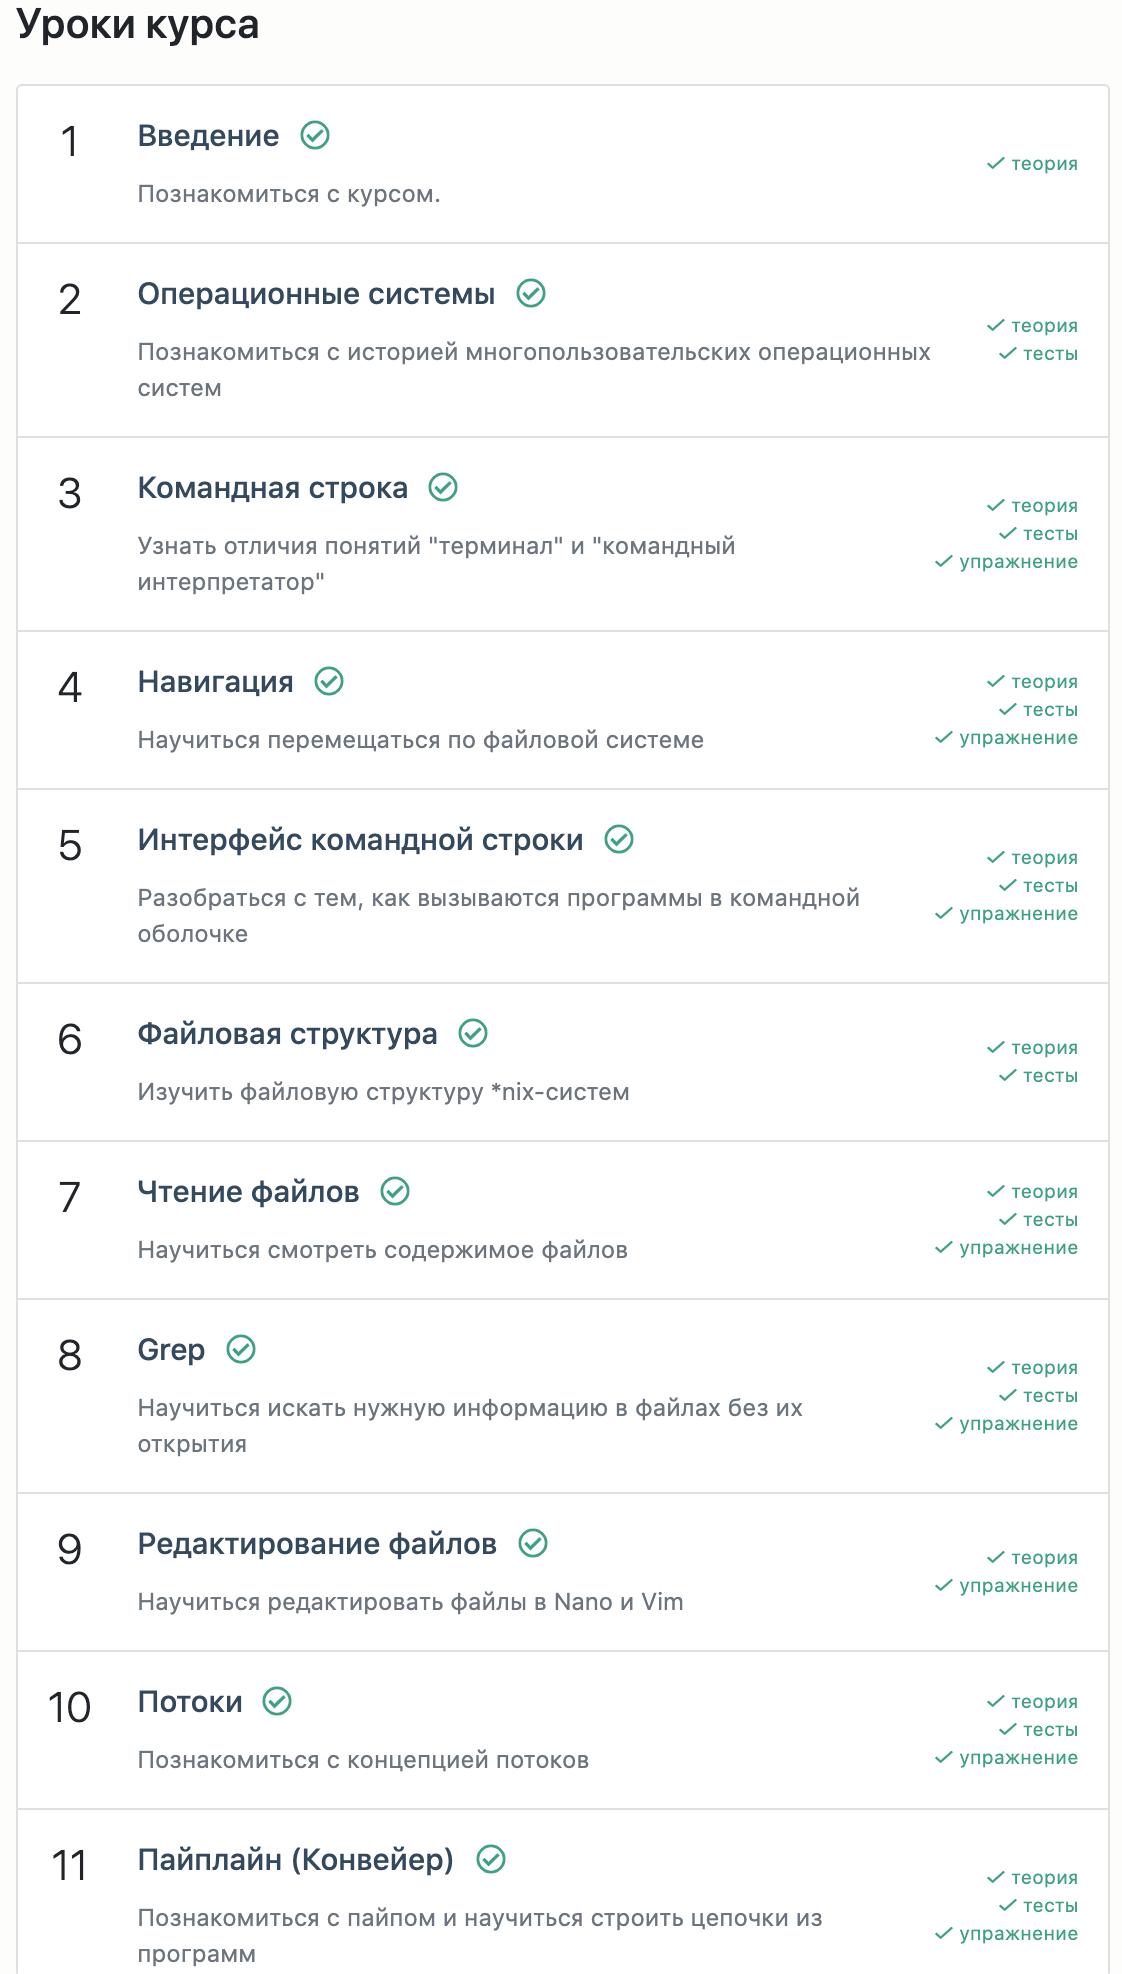 Уроки курса
1
Введение
Познакомиться с курсом.
теория
2
Операционные системы
Познакомиться с историей многопользовательских операционных
систем
теория
тесты
3
Командная строка
Узнать отличия понятий "терминал" и "командный
интерпретатор"
теория
тесты
упражнение
4
Навигация
Научиться перемещаться по файловой системе
теория
тесты
упражнение
5
Интерфейс командной строки
Разобраться с тем, как вызываются программы в командной
оболочке
теория
тесты
упражнение
6
Файловая структура
Изучить файловую структуру *nix-систем
теория
тесты
7
Чтение файлов
Научиться смотреть содержимое файлов
теория
тесты
упражнение
8
Grep
Научиться искать нужную информацию в файлах без их
открытия
теория
тесты
упражнение
9
Редактирование файлов
Научиться редактировать файлы в Nano и Vim
теория
упражнение
10
Потоки
Познакомиться с концепцией потоков
теория
тесты
упражнение
11
Пайплайн (Конвейер)
Познакомиться с пайпом и научиться строить цепочки из
программ
теория
тесты
упражнение